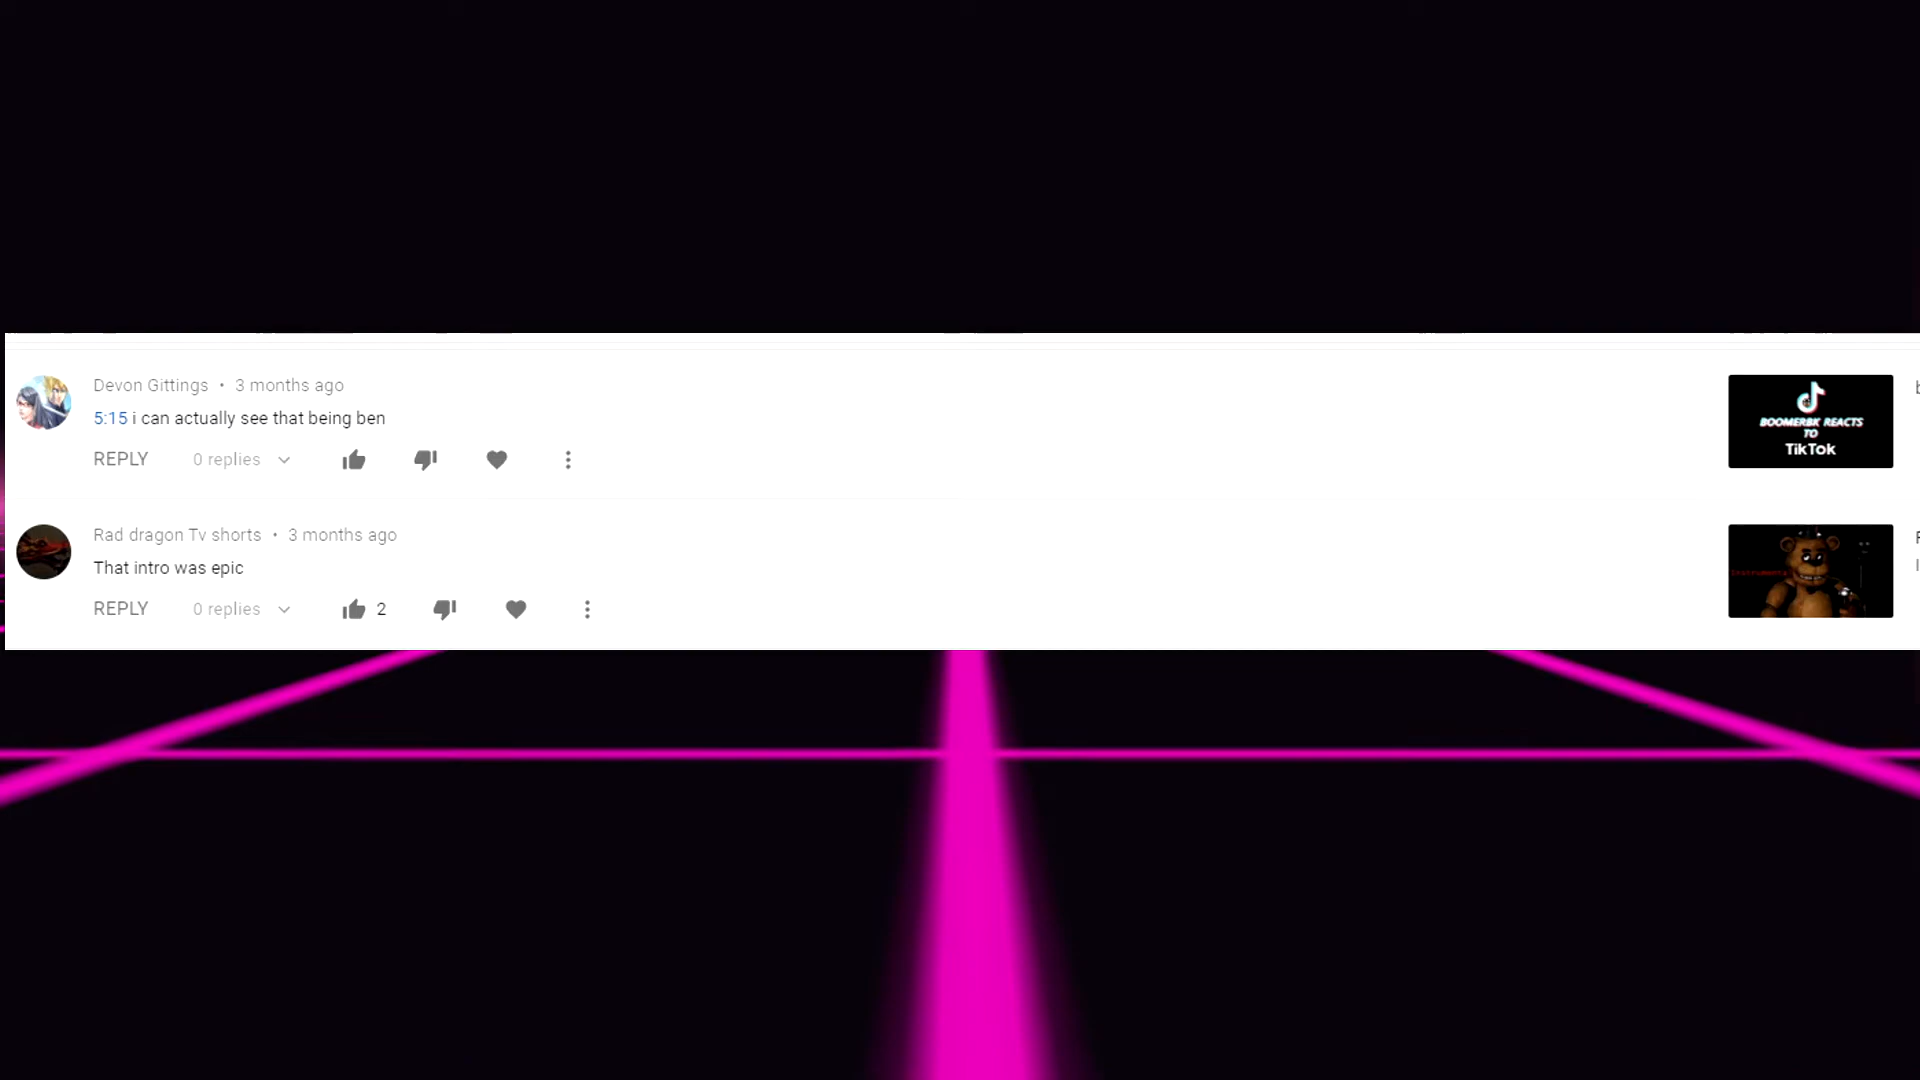 Devon Gittings • 3 months ago
5:15 i can actually see that being ben
REPLY 0 replies
BOOMERBK REACTS
TO
TikTok
Rad dragon Tv shorts • 3 months ago
That intro was epic
REPLY 0 replies 2
Instrumental